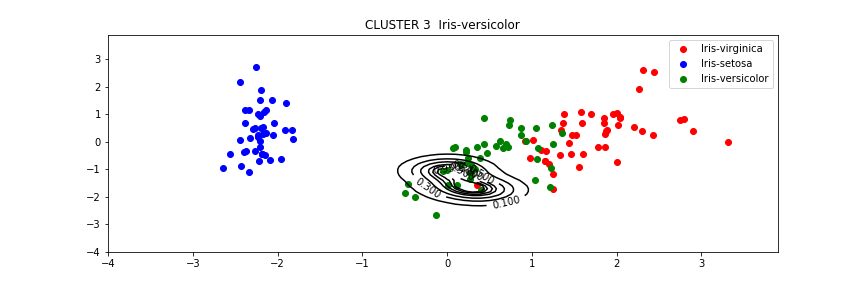 CLUSTER 3  Iris-versicolor
Iris-virginica
Iris-setosa
Iris-versicolor
3
2
1
0
−1
−2
−3
−4
0.300
0.100
−4 −3 −2 −1 0 1 2 3